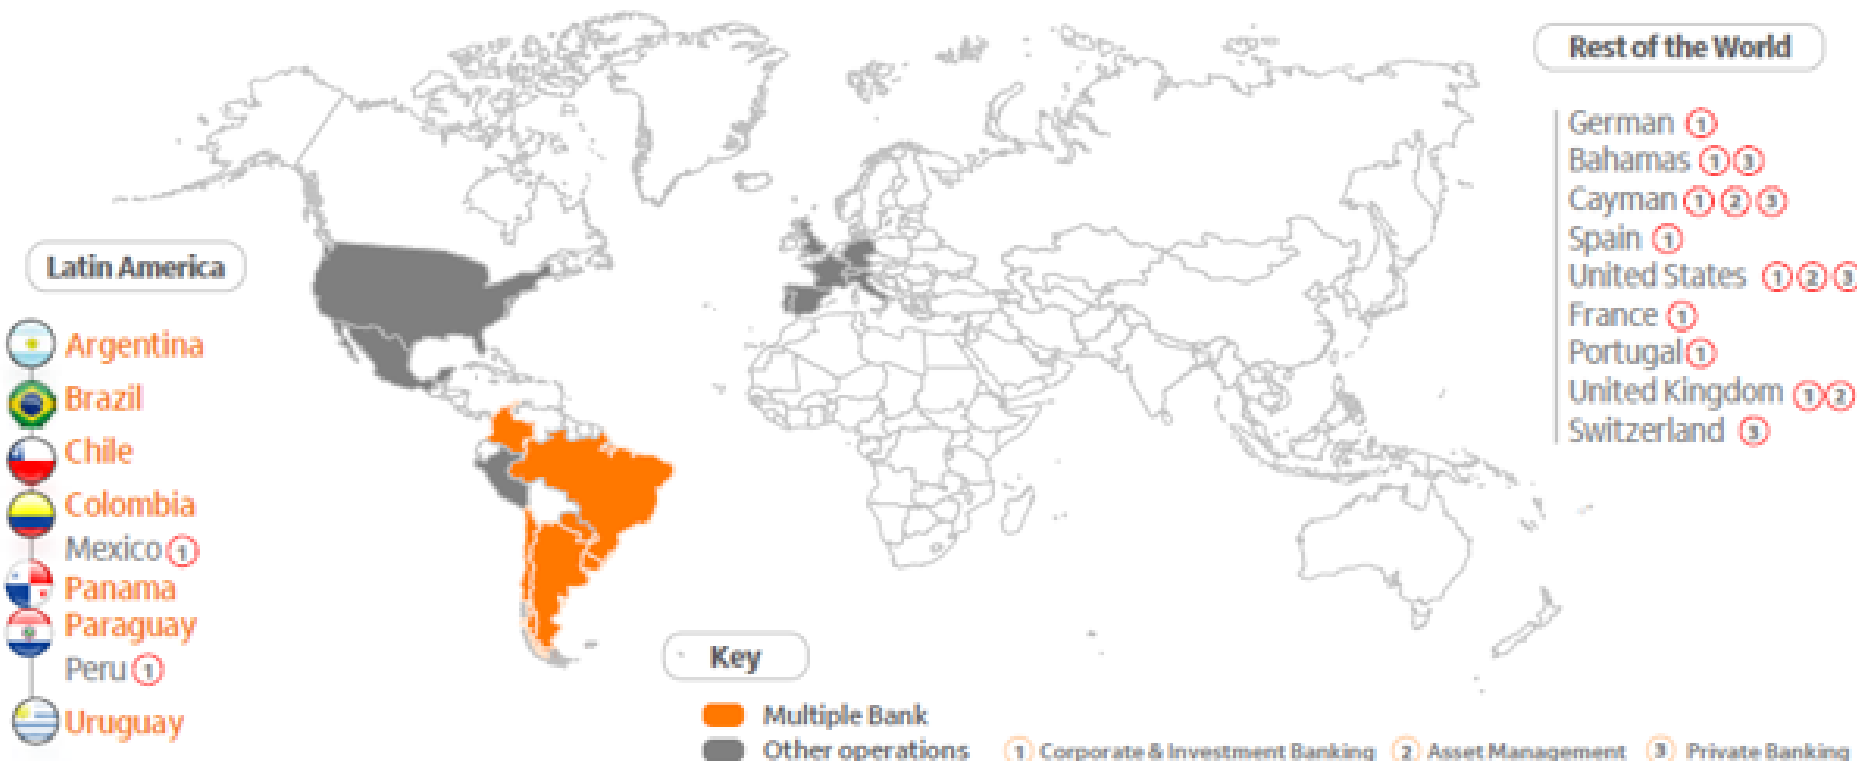 Rest of the World
German 1
Bahamas 1 3
Cayman 1 2 3
Spain 1
United States 1 2 3
France 1
Portugal 1
United Kingdom 1 2
Switzerland 3
Latin America
Argentina
Brazil
Chile
Colombia
Mexico 1
Panama
Paraguay
Peru 1
Uruguay
Key
Multiple Bank
Other operations 1 Corporate & Investment Banking 2 Asset Management 3 Private Banking